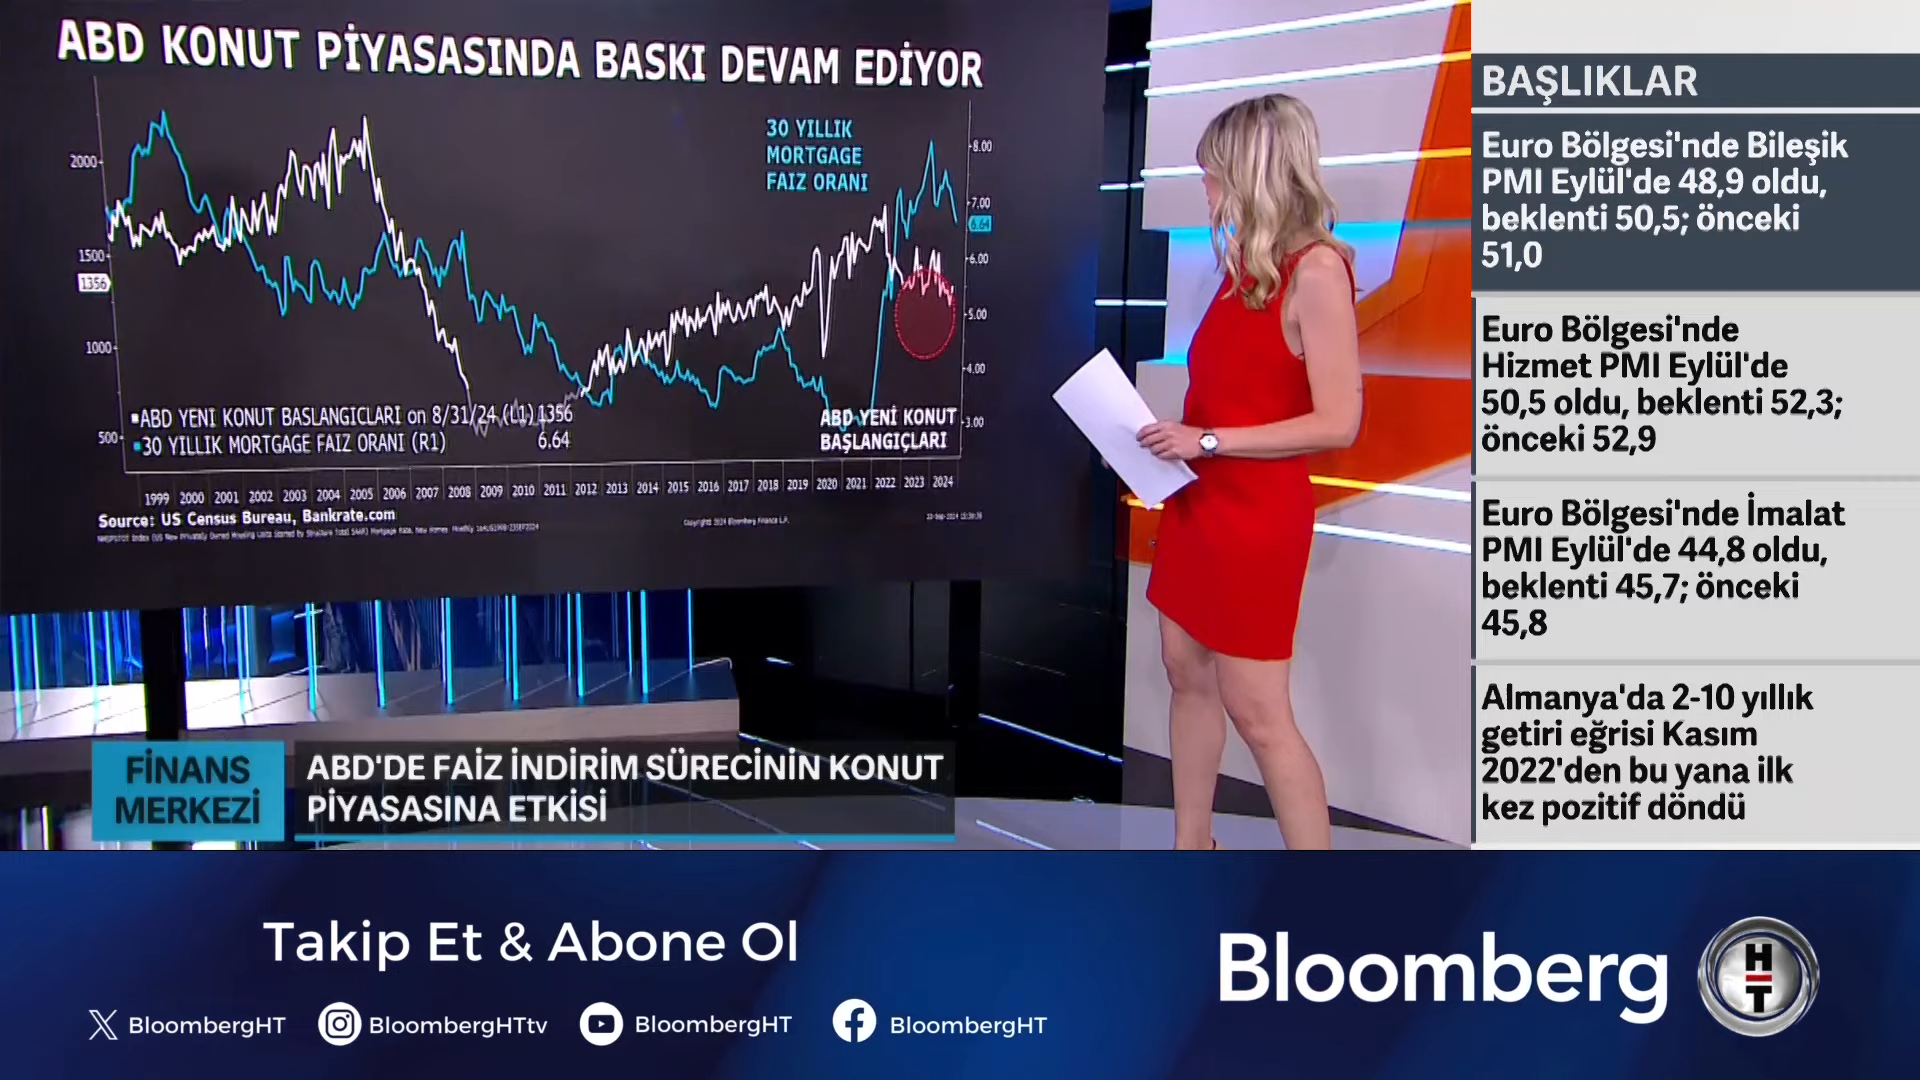 ABD KONUT PİYASASINDA BASKI DEVAM EDİYOR
30 YILLIK
MORTGAGE
FAİZ ORANI
2000
1500
1356
1000
500
8.00
7.00
6.64
6.00
5.00
4.00
3.00
ABD YENİ KONUT BASLANGICLARI on 8/31/24 (L1) 1356
30 YILLIK MORTGAGE FAIZ ORANI (R1) 6.64
ABD YENİ KONUT
BAŞLANGIÇLARI
1999 2000 2001 2002 2003 2004 2005 2006 2007 2008 2009 2010 2011 2012 2013 2014 2015 2016 2017 2018 2019 2020 2021 2022 2023 2024
Source: US Census Bureau, Bankrate.com
Copyright© 2024 Bloomberg Finance L.P.
FİNANS
MERKEZİ
ABD'DE FAİZ İNDİRİM SÜRECİNİN KONUT
PİYASASINA ETKİSİ
BAŞLIKLAR
Euro Bölgesi'nde Bileşik
PMI Eylül'de 48,9 oldu,
beklenti 50,5; önceki
51,0
Euro Bölgesi'nde
Hizmet PMI Eylül'de
50,5 oldu, beklenti 52,3;
önceki 52,9
Euro Bölgesi'nde İmalat
PMI Eylül'de 44,8 oldu,
beklenti 45,7; önceki
45,8
Almanya'da 2-10 yıllık
getiri eğrisi Kasım
2022'den bu yana ilk
kez pozitif döndü
Takip Et & Abone Ol
BloombergHT BloombergHTtv BloombergHT BloombergHT
Bloomberg HT